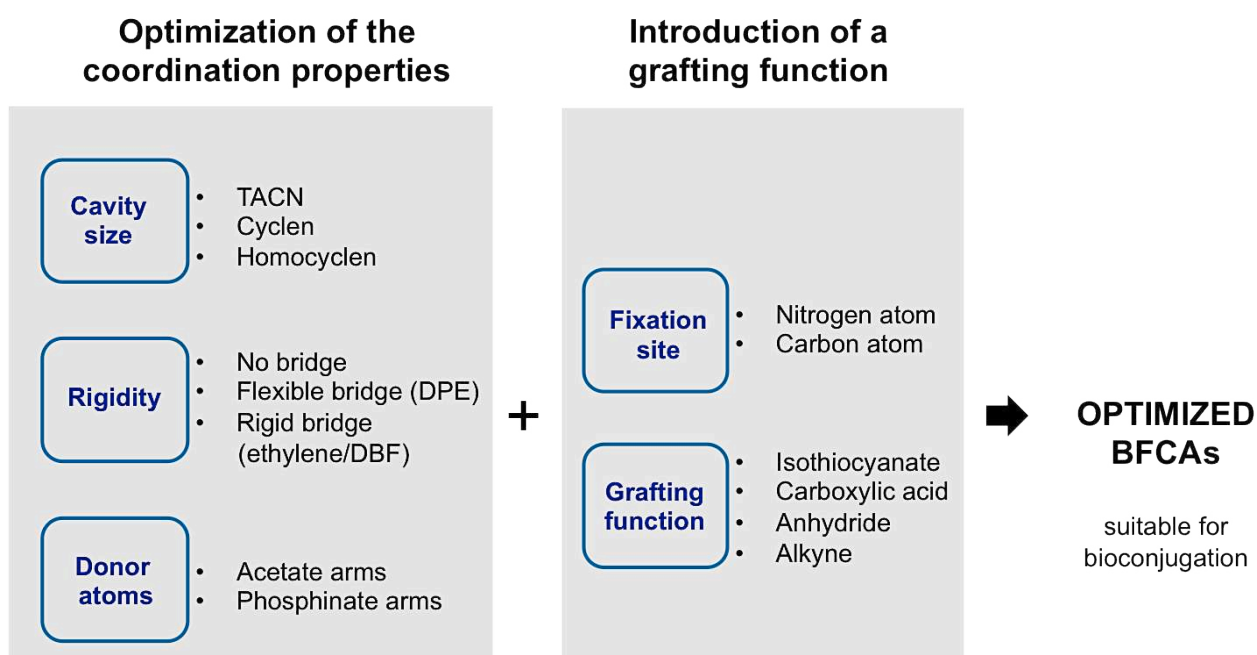 Optimization of the
coordination properties
Cavity
size
• TACN
• Cyclen
• Homocyclen
Rigidity
• No bridge
• Flexible bridge (DPE)
• Rigid bridge
(ethylene/DBF)
Donor
atoms
• Acetate arms
• Phosphinate arms
+
Introduction of a
grafting function
Fixation
site
• Nitrogen atom
• Carbon atom
Grafting
function
• Isothiocyanate
• Carboxylic acid
• Anhydride
• Alkyne
OPTIMIZED
BFCAs
suitable for
bioconjugation